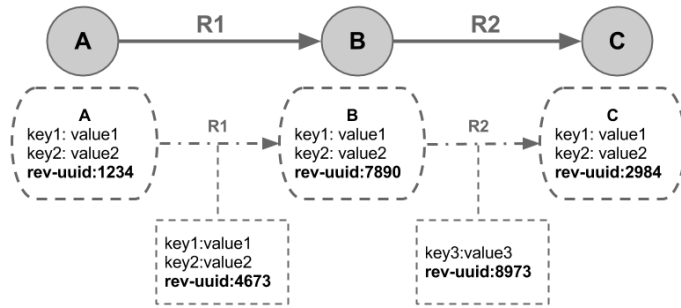 A
R1
B
R2
C
A
key1: value1
key2: value2
rev-uuid:1234
R1
B
key1: value1
key2: value2
rev-uuid:7890
R2
C
key1: value1
key2: value2
rev-uuid:2984
key1:value1
key2:value2
rev-uuid:4673
key3:value3
rev-uuid:8973